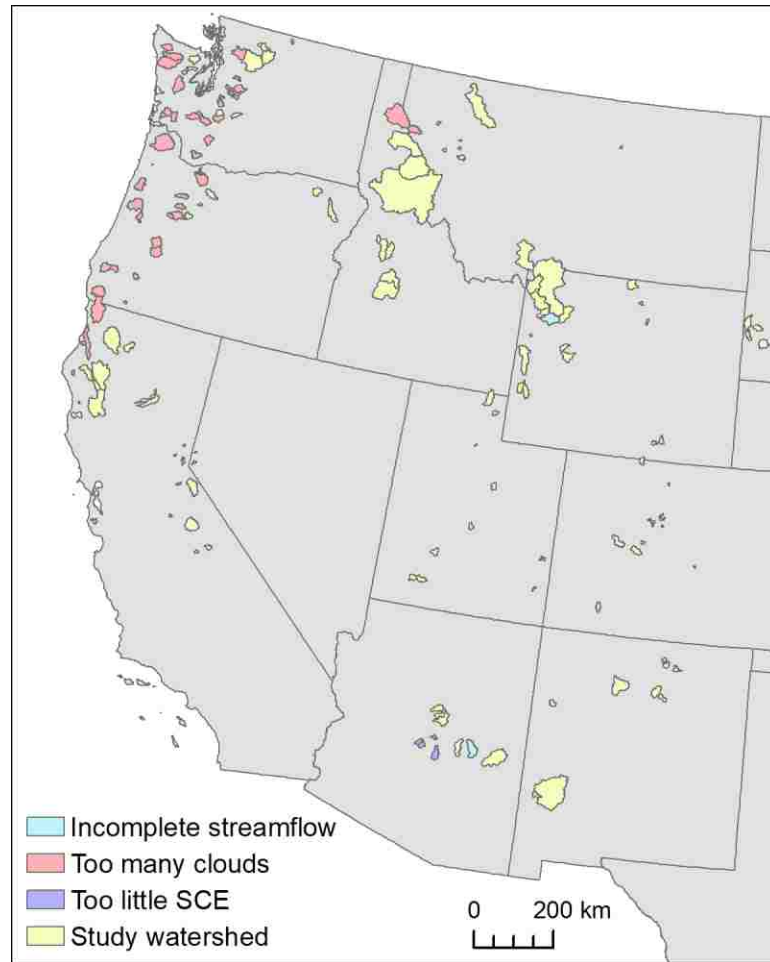 Incomplete streamflow
Too many clouds
Too little SCE
Study watershed
0 200 km